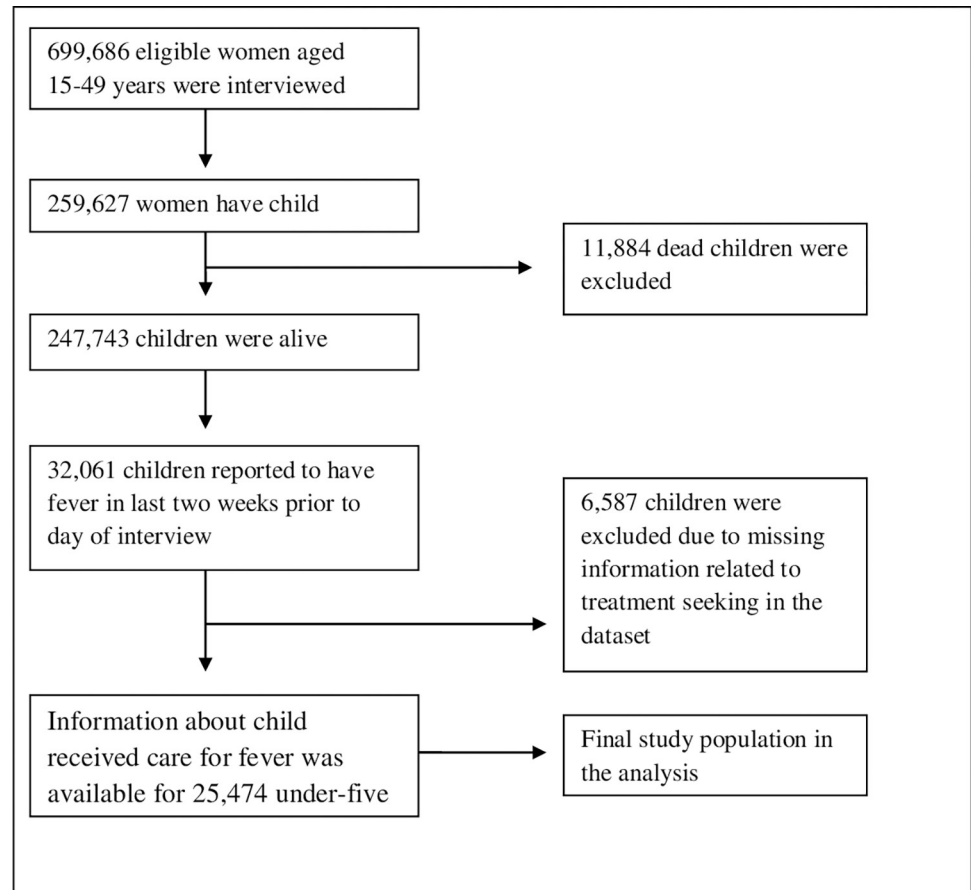 699,686 eligible women aged
15-49 years were interviewed
259,627 women have child
11,884 dead children were
excluded
247,743 children were alive
32,061 children reported to have
fever in last two weeks prior to
day of interview
6,587 children were
excluded due to missing
information related to
treatment seeking in the
dataset
Information about child
received care for fever was
available for 25,474 under-five
Final study population in
the analysis